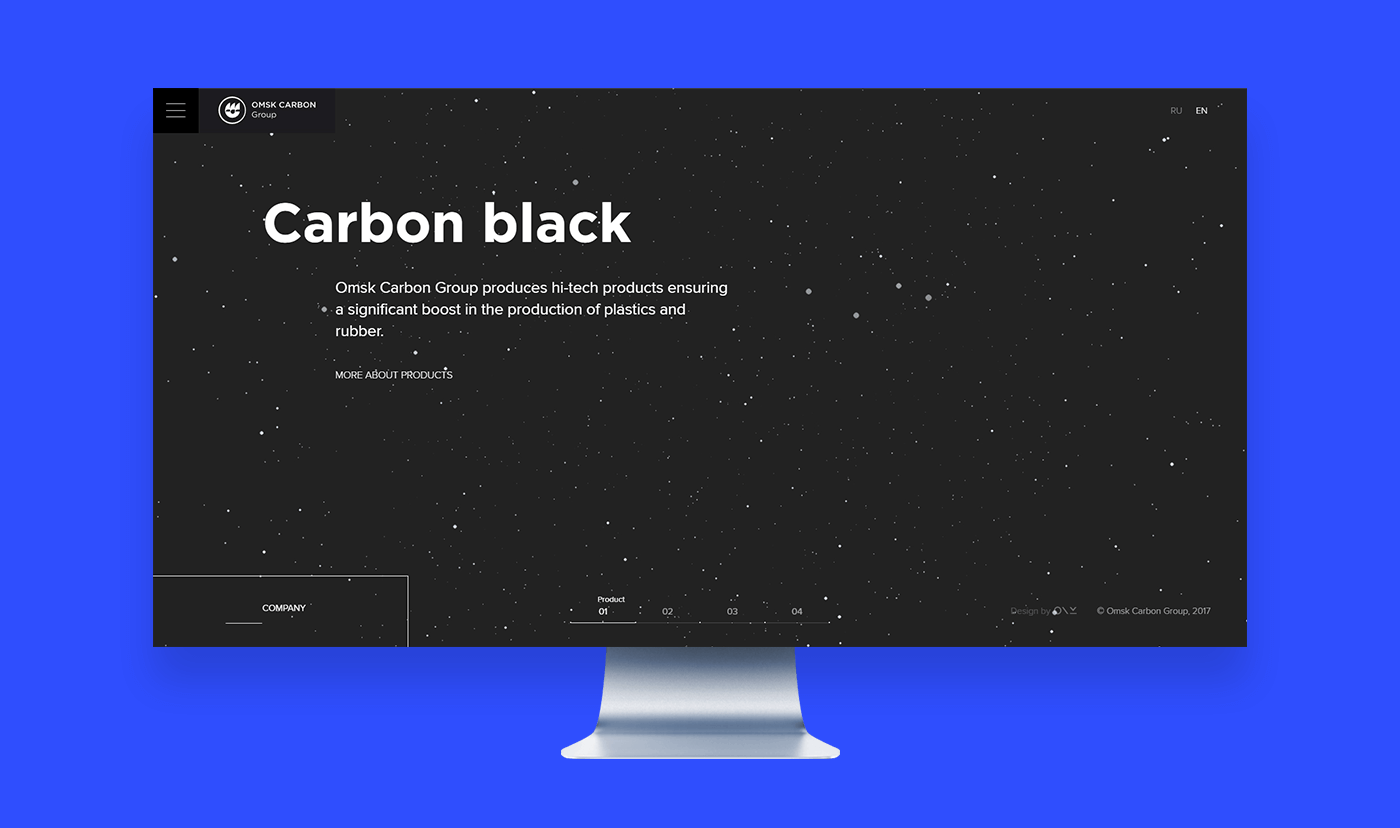 OMSK CARBON
Group
RU EN
Carbon black
Omsk Carbon Group produces hi-tech products ensuring
a significant boost in the production of plastics and
rubber.
MORE ABOUT PRODUCTS
COMPANY
Product
01 02 03 04
Design by
© Omsk Carbon Group, 2017